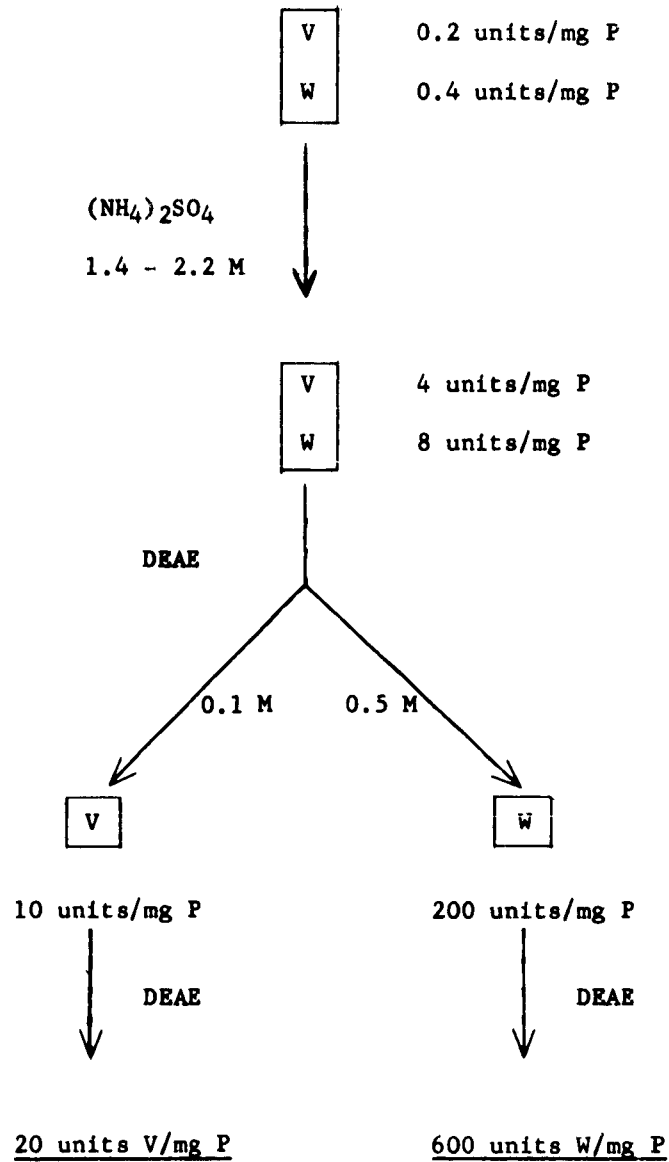 V 0.2 units/mg P
W 0.4 units/mg P
(NH4)2SO4
1.4 - 2.2 M
V 4 units/mg P
W 8 units/mg P
DEAE
0.1 M 0.5 M
V W
10 units/mg P 200 units/mg P
DEAE DEAE
20 units V/mg P 600 units W/mg P